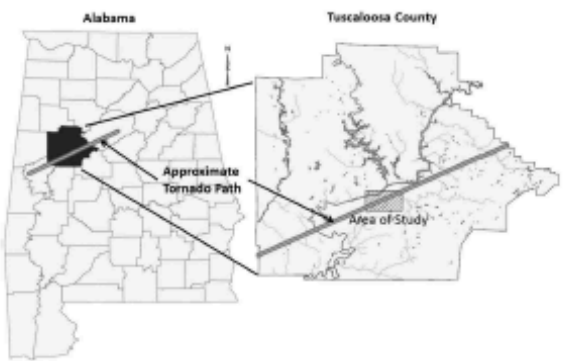 Alabama
Tuscaloosa County
Approximate
Tornado Path
Area of Study